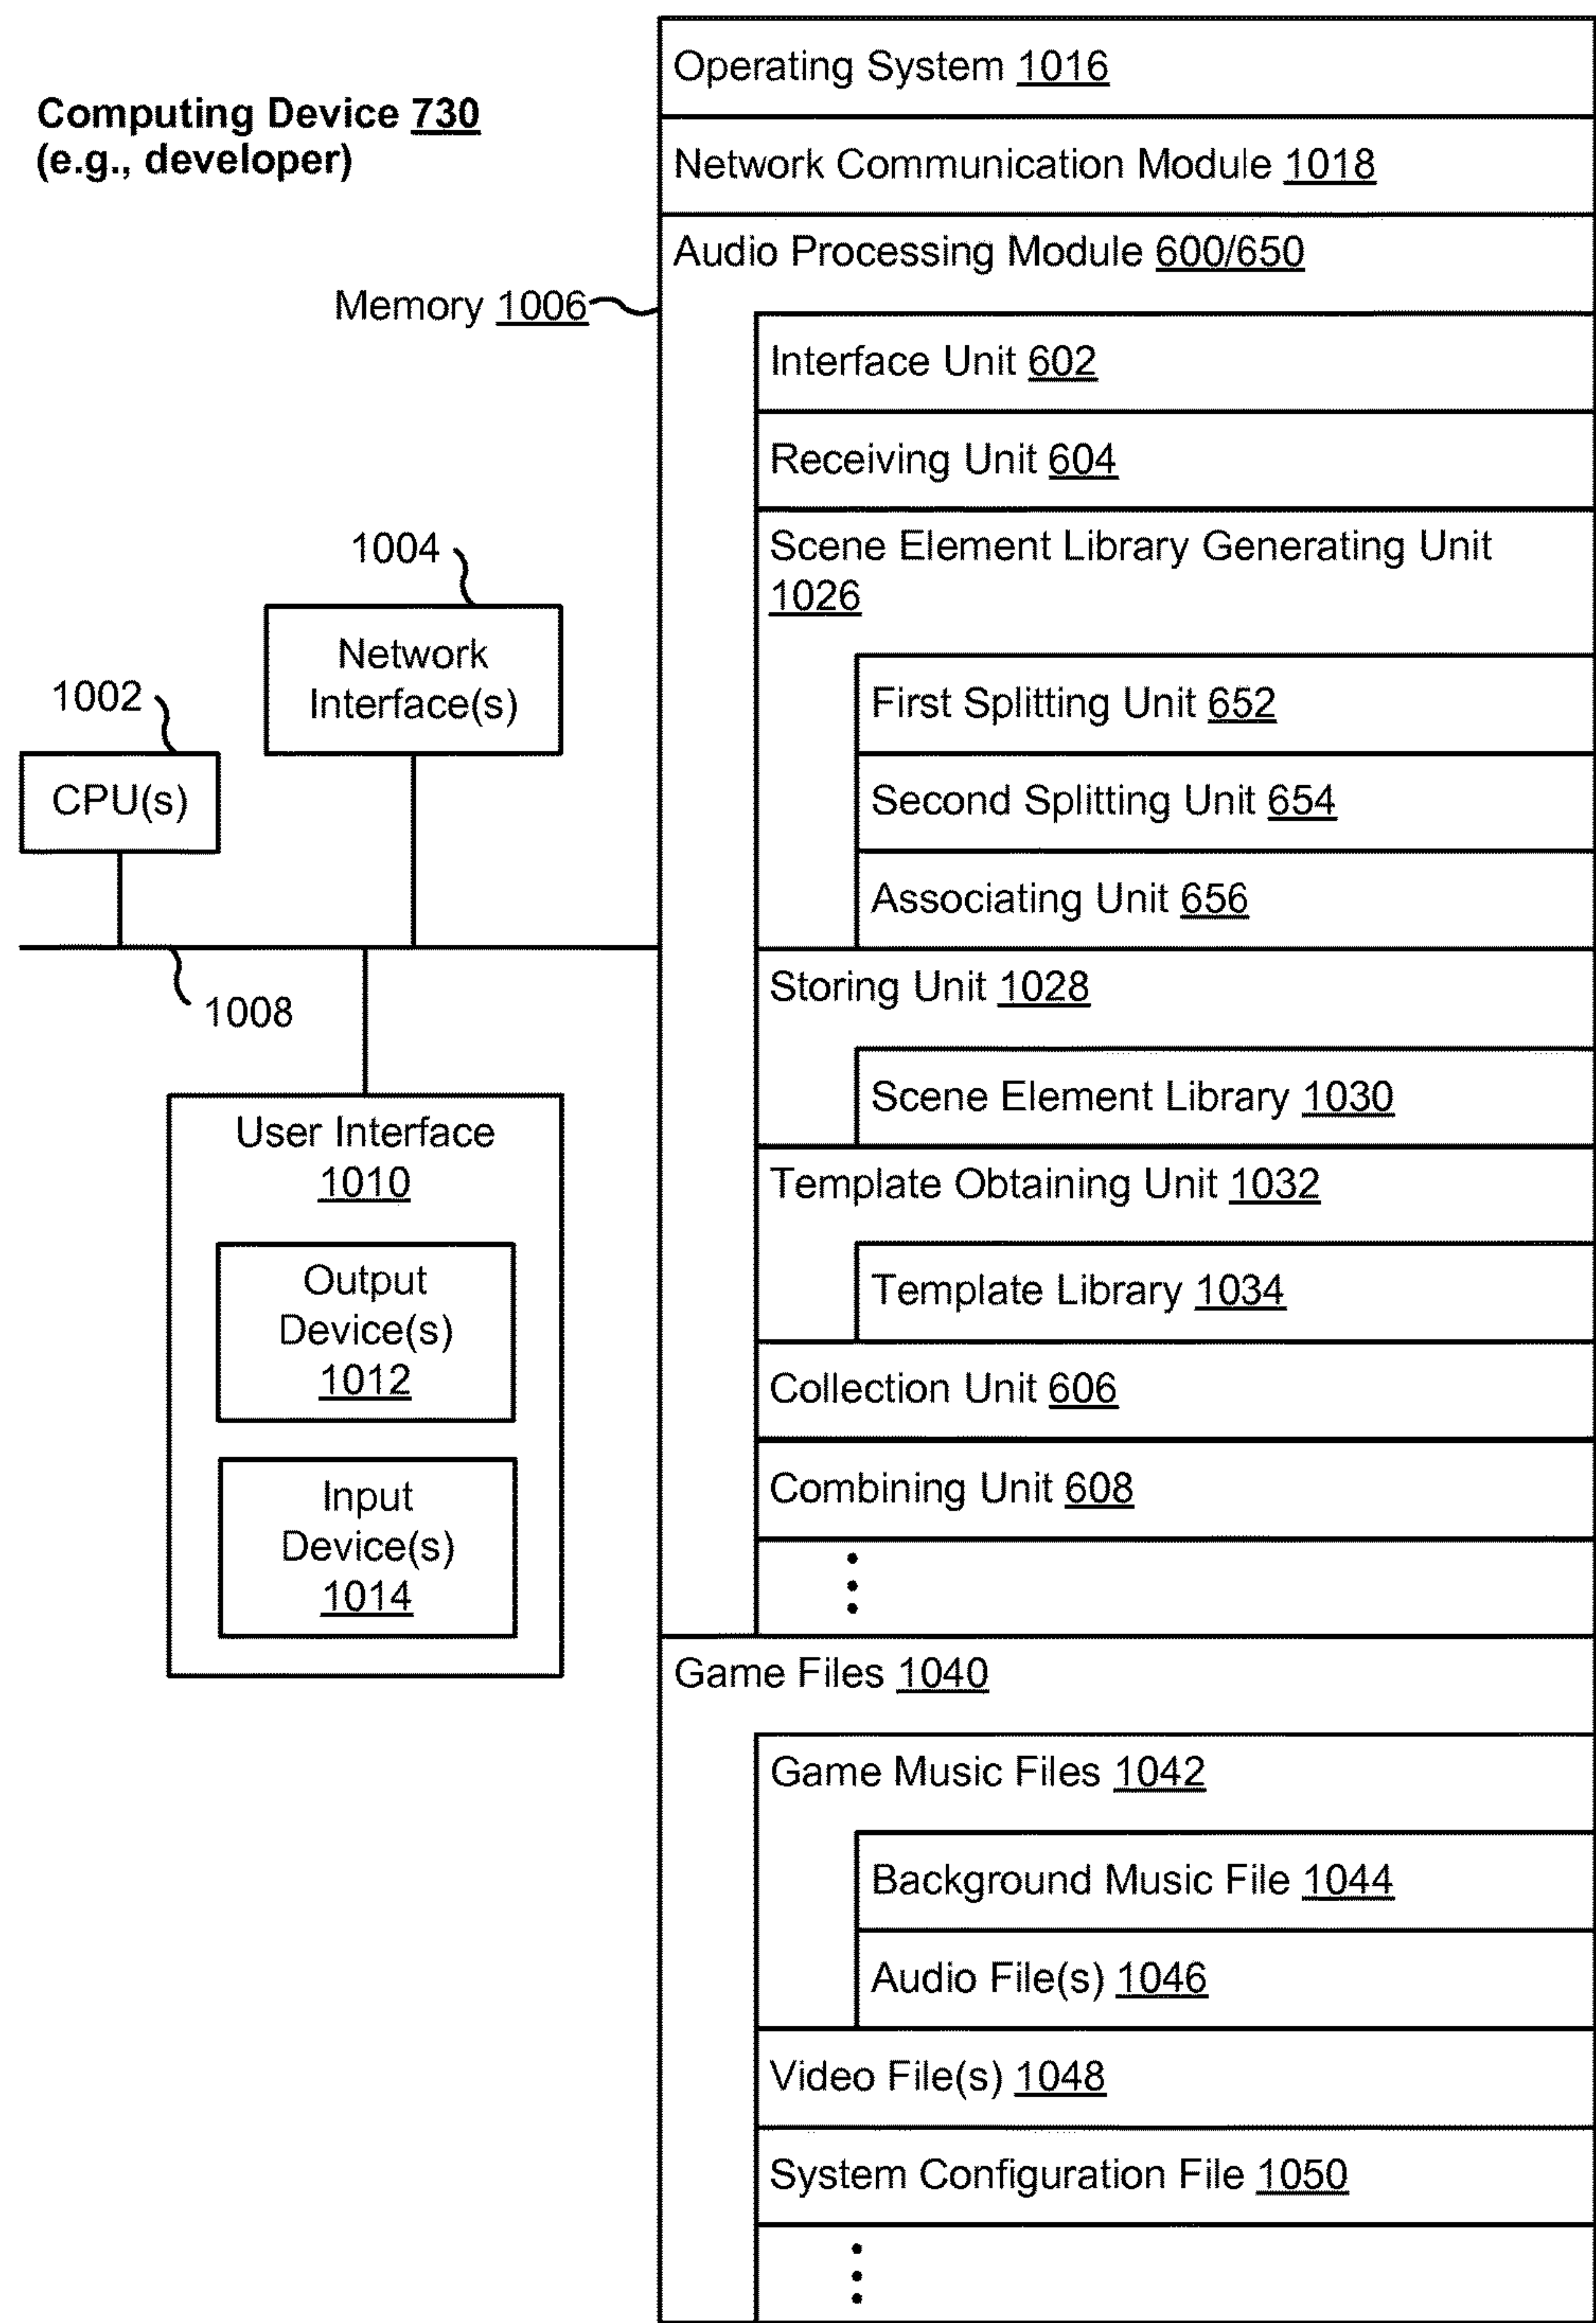 Computing Device 730
(e.g., developer)
Memory 1006
1004
Network
Interface(s)
1002
CPU(s)
1008
User Interface
1010
Output
Device(s)
1012
Input
Device(s)
1014
Operating System 1016
Network Communication Module 1018
Audio Processing Module 600/650
Interface Unit 602
Receiving Unit 604
Scene Element Library Generating Unit
1026
First Splitting Unit 652
Second Splitting Unit 654
Associating Unit 656
Storing Unit 1028
Scene Element Library 1030
Template Obtaining Unit 1032
Template Library 1034
Collection Unit 606
Combining Unit 608
Game Files 1040
Game Music Files 1042
Background Music File 1044
Audio File(s) 1046
Video File(s) 1048
System Configuration File 1050